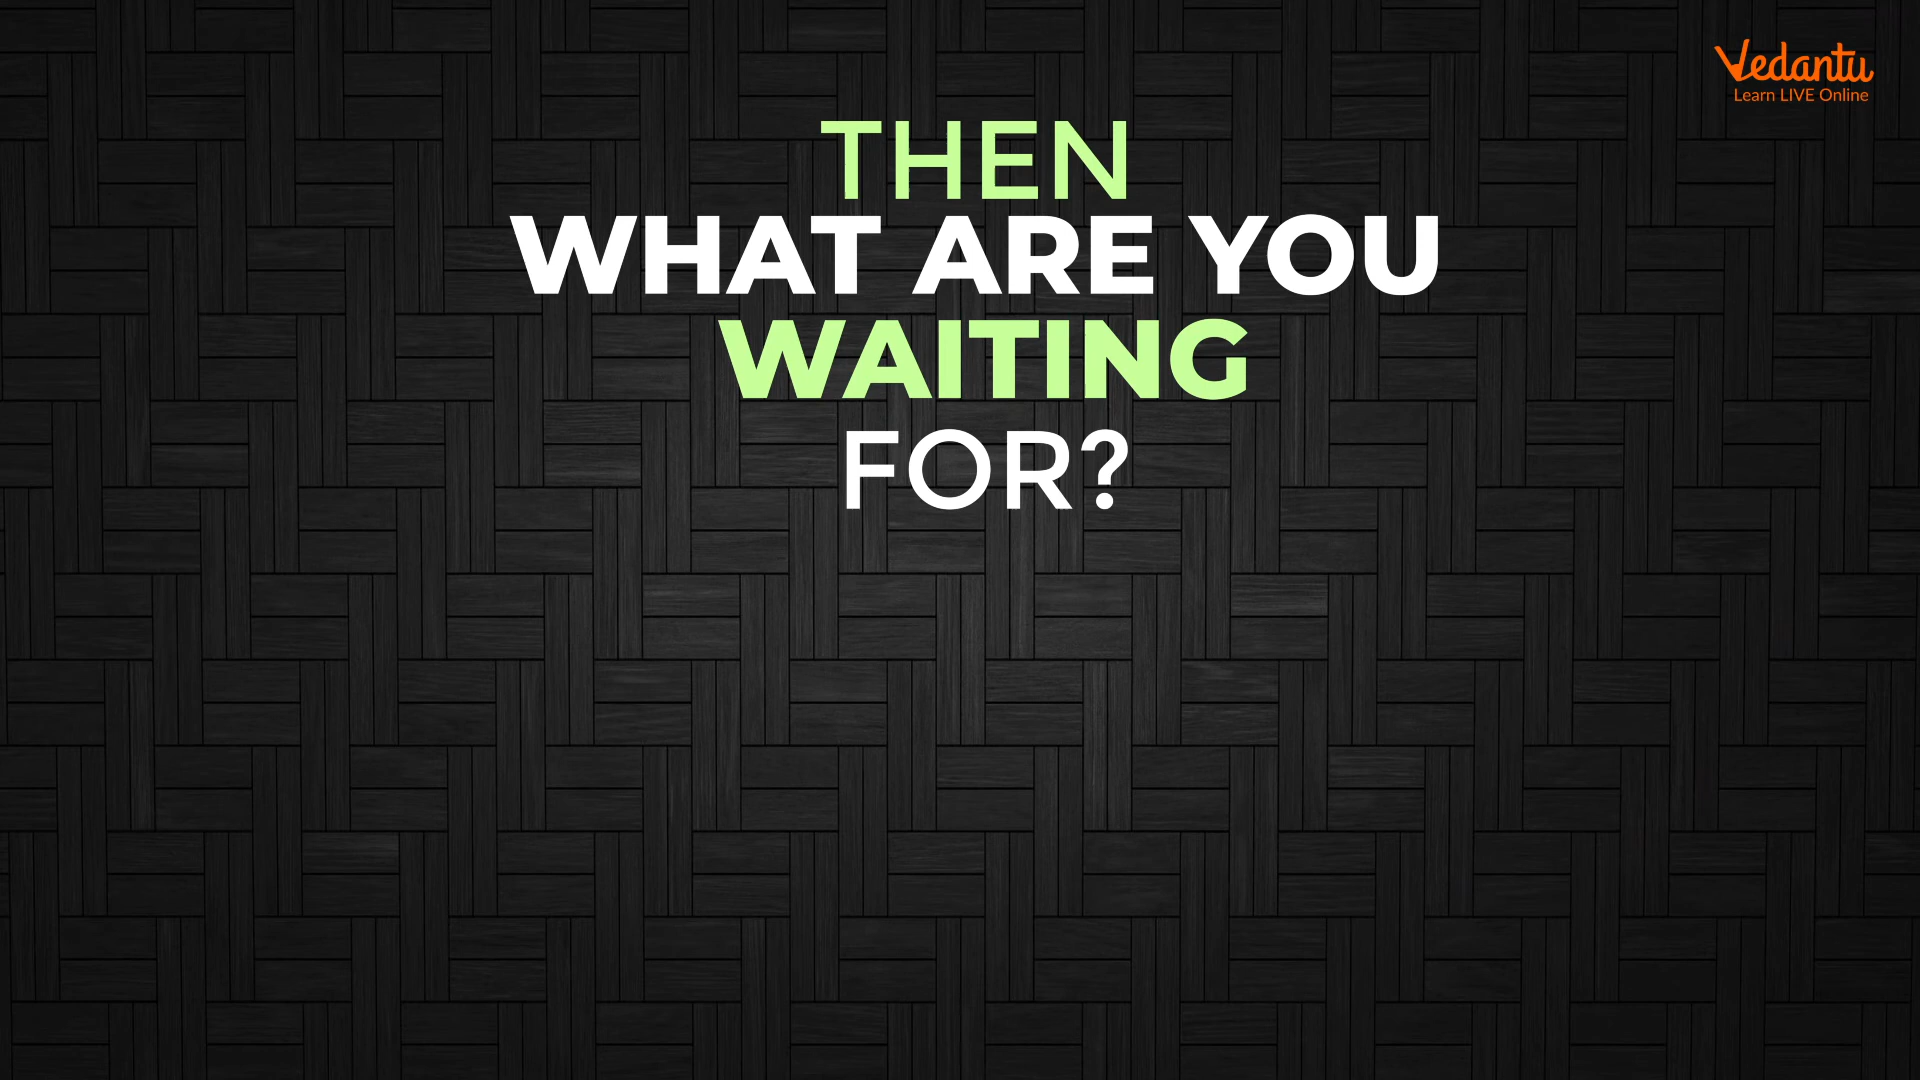 Vedantu
Learn LIVE Online
THEN
WHAT ARE YOU
WAITING
FOR?